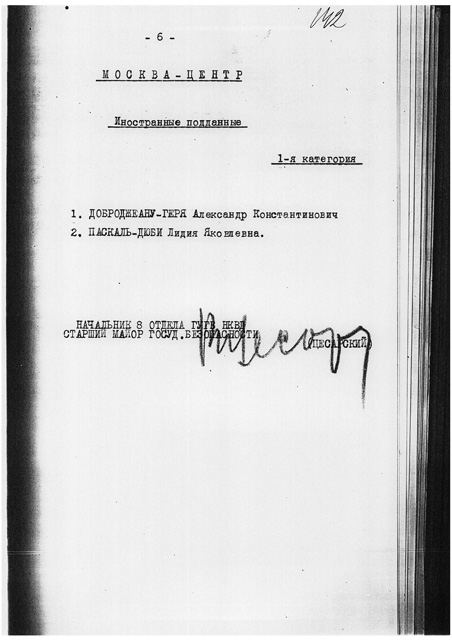 - 6 -
МОСКВА-ЦЕНТР
Иностранные подданные
1-я категория
1. ДОБРОДЖЕАНУ-ГЕРЯ Александр Константинович
2. ПАСКАЛЬ-ДЮБИ Лидия Яковлевна.
НАЧАЛЬНИК 8 ОТДЕЛА ГУГБ НКВД
СТАРШИЙ МАЙОР ГОСУД.БЕЗОПАСНОСТИ
(ЦЕСАРСКИЙ)